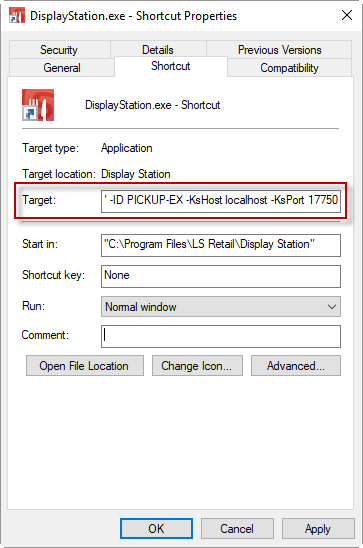 DisplayStation.exe - Shortcut Properties
Security Details Previous Versions
General Shortcut Compatibility
DisplayStation.exe - Shortcut
Target type: Application
Target location: Display Station
Target: ' -ID PICKUP-EX -KsHost localhost -KsPort 17750
Start in: "C:\Program Files\LS Retail\Display Station"
Shortcut key: None
Run: Normal window
Comment:
Open File Location Change Icon... Advanced...
OK Cancel Apply